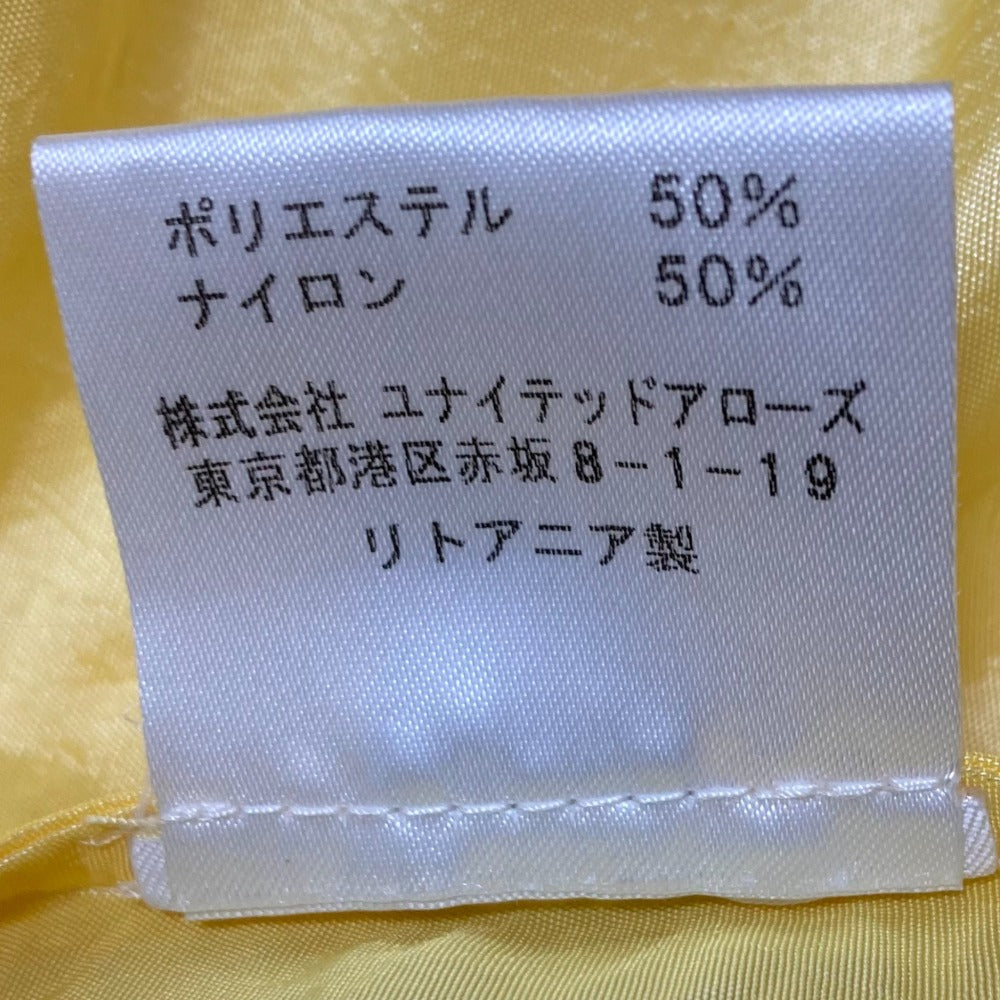 ポリエステル 50%
ナイロン 50%
株式会社 ユナイテッドアローズ
東京都港区赤坂8-1-19
リトアニア製